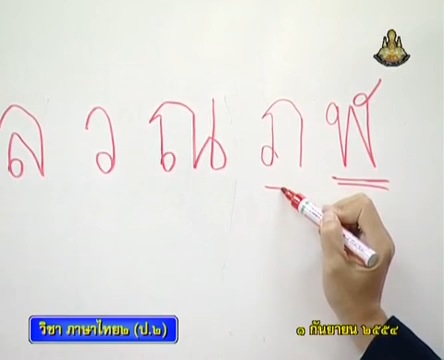 ล ว ณ ภ ฬ
วิชา ภาษาไทย๒ (ป.๒)
๑ กันยายน ๒๕๕๔